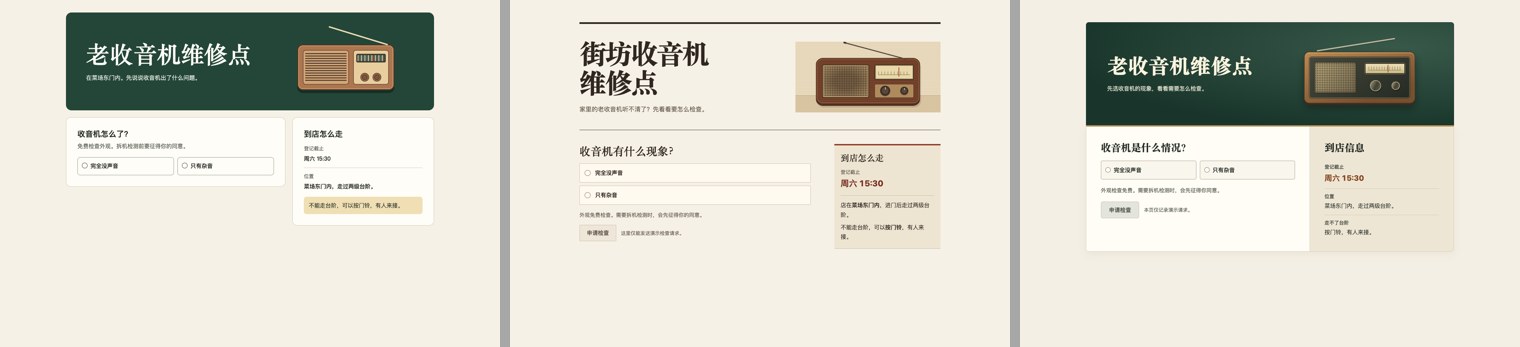 老收音机维修点
在菜场东门内。先说说收音机出了什么问题。
收音机怎么了?
免费检查外观。拆机检测前要征得你的同意。
完全没声音
只有杂音
到店怎么走
登记截止
周六 15:30
位置
菜场东门内。走过两级台阶。
不能走台阶,可以按门铃,有人来接。
街坊收音机
维修点
家里的老收音机听不清了?先看看要怎么检查。
收音机有什么现象?
完全没声音
只有杂音
外观免费检查。需要拆机检测时,会先征得你的同意。
申请检查
这里仅能发送演示检查请求。
到店怎么走
登记截止
周六 15:30
店在菜场东门内,进门后走过两级台
阶。
不能走台阶,可以按门铃,有人来
接。
老收音机维修点
先选收音机的现象,看看需要怎么检查。
收音机是什么情况?
完全没声音
只有杂音
外观检查免费。需要拆机检测时,会先征得你同意。
申请检查
本页仅记录演示请求。
到店信息
登记截止
周六 15:30
位置
菜场东门内,走过两级台阶。
走不了台阶
按门铃,有人来接。